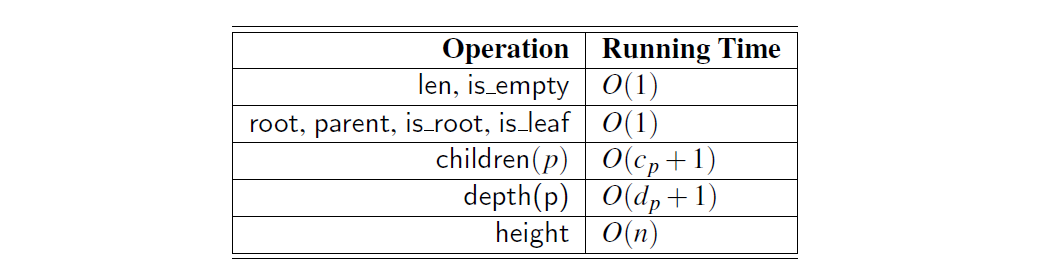 Operation Running Time
len, is_empty O(1)
root, parent, is_root, is_leaf O(1)
children(p) O(c_p + 1)
depth(p) O(d_p + 1)
height O(n)